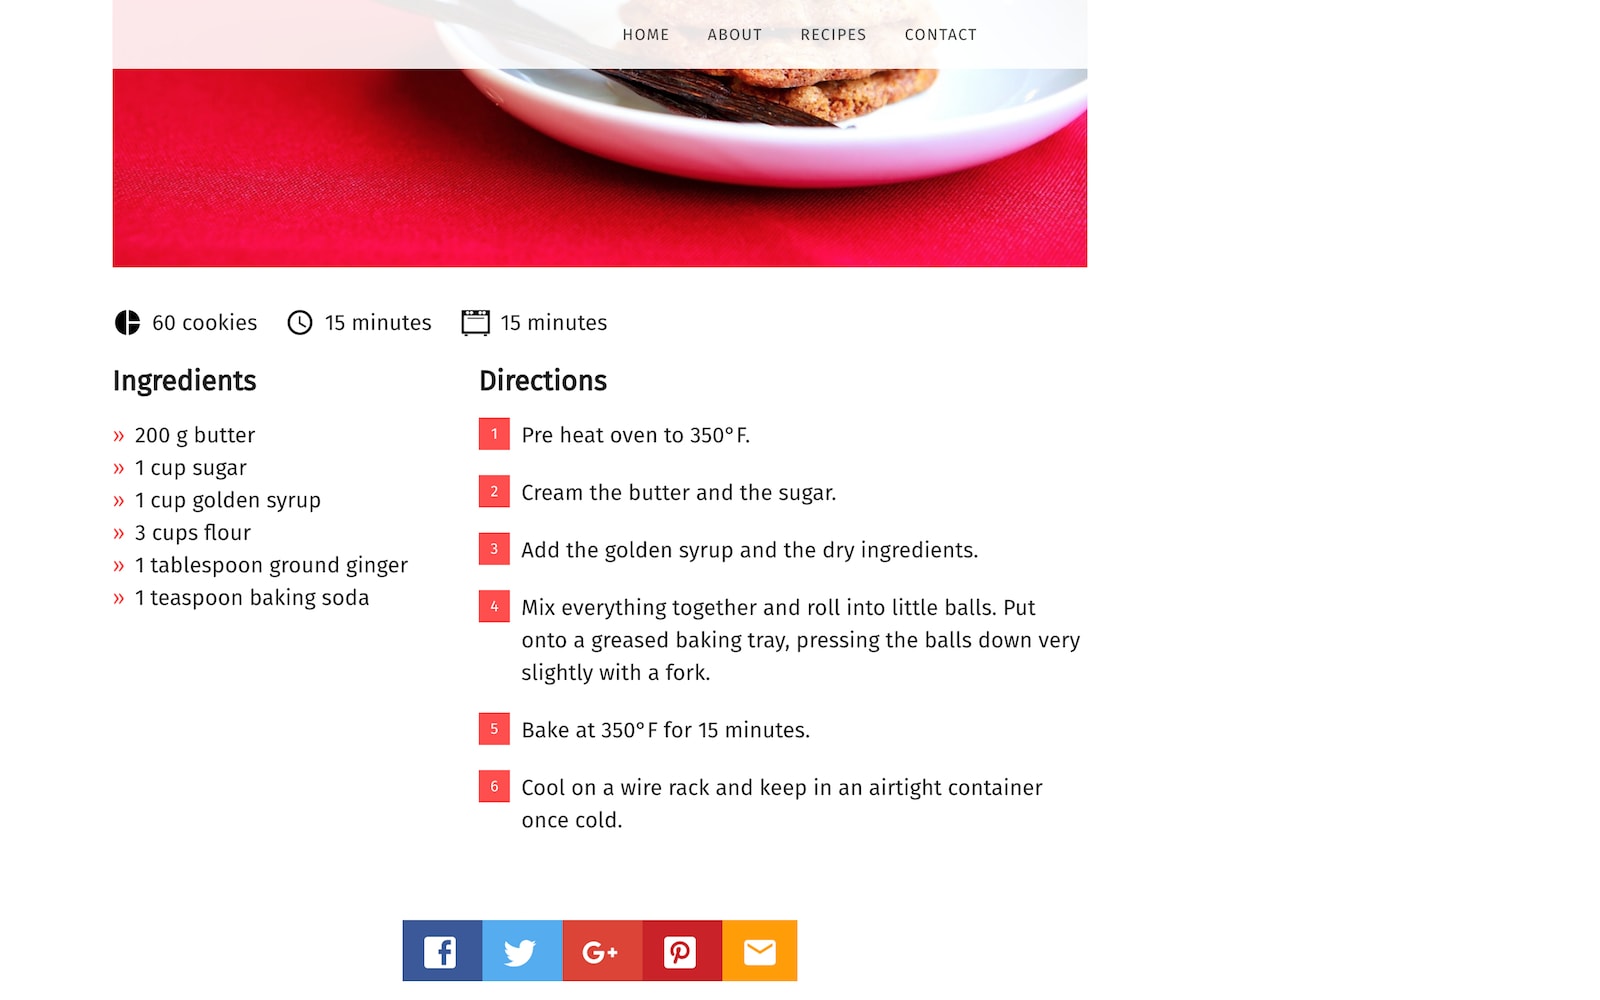 HOME ABOUT RECIPES CONTACT
60 cookies 15 minutes 15 minutes
Ingredients
» 200 g butter
» 1 cup sugar
» 1 cup golden syrup
» 3 cups flour
» 1 tablespoon ground ginger
» 1 teaspoon baking soda
Directions
1 Pre heat oven to 350°F.
2 Cream the butter and the sugar.
3 Add the golden syrup and the dry ingredients.
4 Mix everything together and roll into little balls. Put
onto a greased baking tray, pressing the balls down very
slightly with a fork.
5 Bake at 350°F for 15 minutes.
6 Cool on a wire rack and keep in an airtight container
once cold.
f G+ P